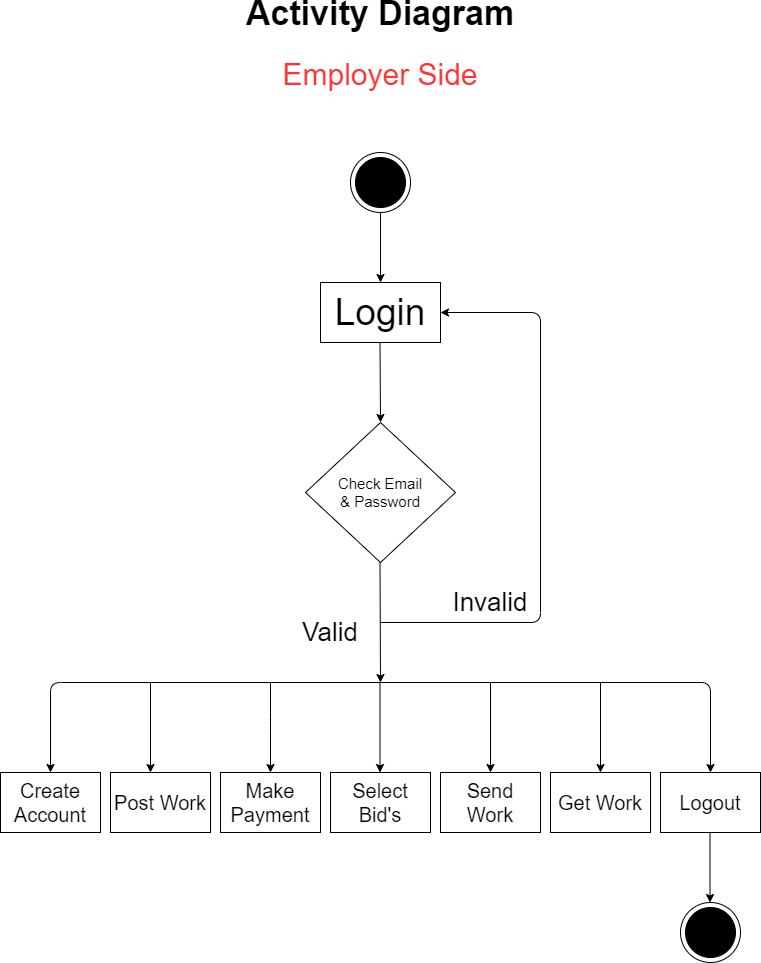 Activity Diagram
Employer Side
Login
Check Email
& Password
Invalid
Valid
Create
Account
Post Work
Make
Payment
Select
Bid's
Send
Work
Get Work
Logout